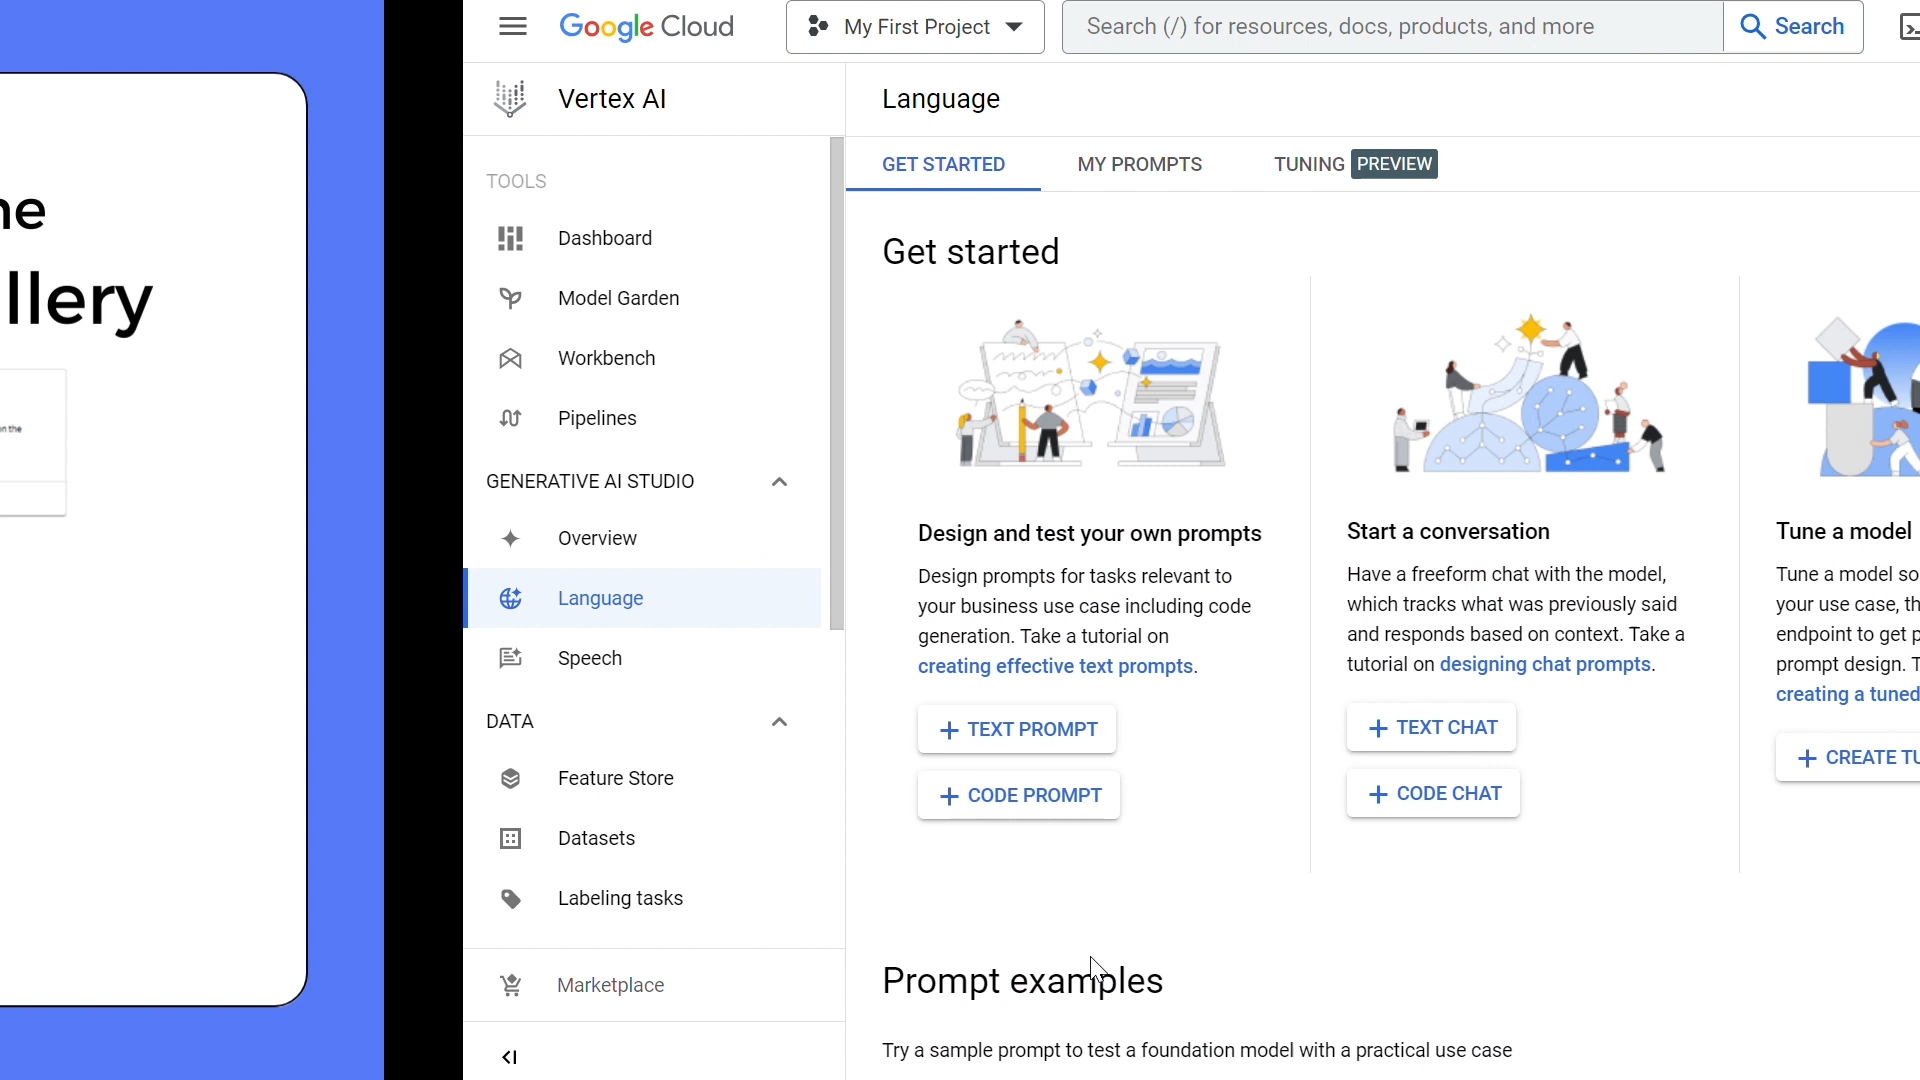 ne
llery
on the
Google Cloud
My First Project
Search (/) for resources, docs, products, and more
Search
Vertex AI
Language
TOOLS
Dashboard
Model Garden
Workbench
Pipelines
GENERATIVE AI STUDIO
Overview
Language
Speech
DATA
Feature Store
Datasets
Labeling tasks
Marketplace
GET STARTED
MY PROMPTS
TUNING PREVIEW
Get started
Design and test your own prompts
Design prompts for tasks relevant to
your business use case including code
generation. Take a tutorial on
creating effective text prompts.
+ TEXT PROMPT
+ CODE PROMPT
Start a conversation
Have a freeform chat with the model,
which tracks what was previously said
and responds based on context. Take a
tutorial on designing chat prompts.
+ TEXT CHAT
+ CODE CHAT
Tune a model
Tune a model so
your use case, th
endpoint to get p
prompt design. T
creating a tuned
+ CREATE TU
Prompt examples
Try a sample prompt to test a foundation model with a practical use case